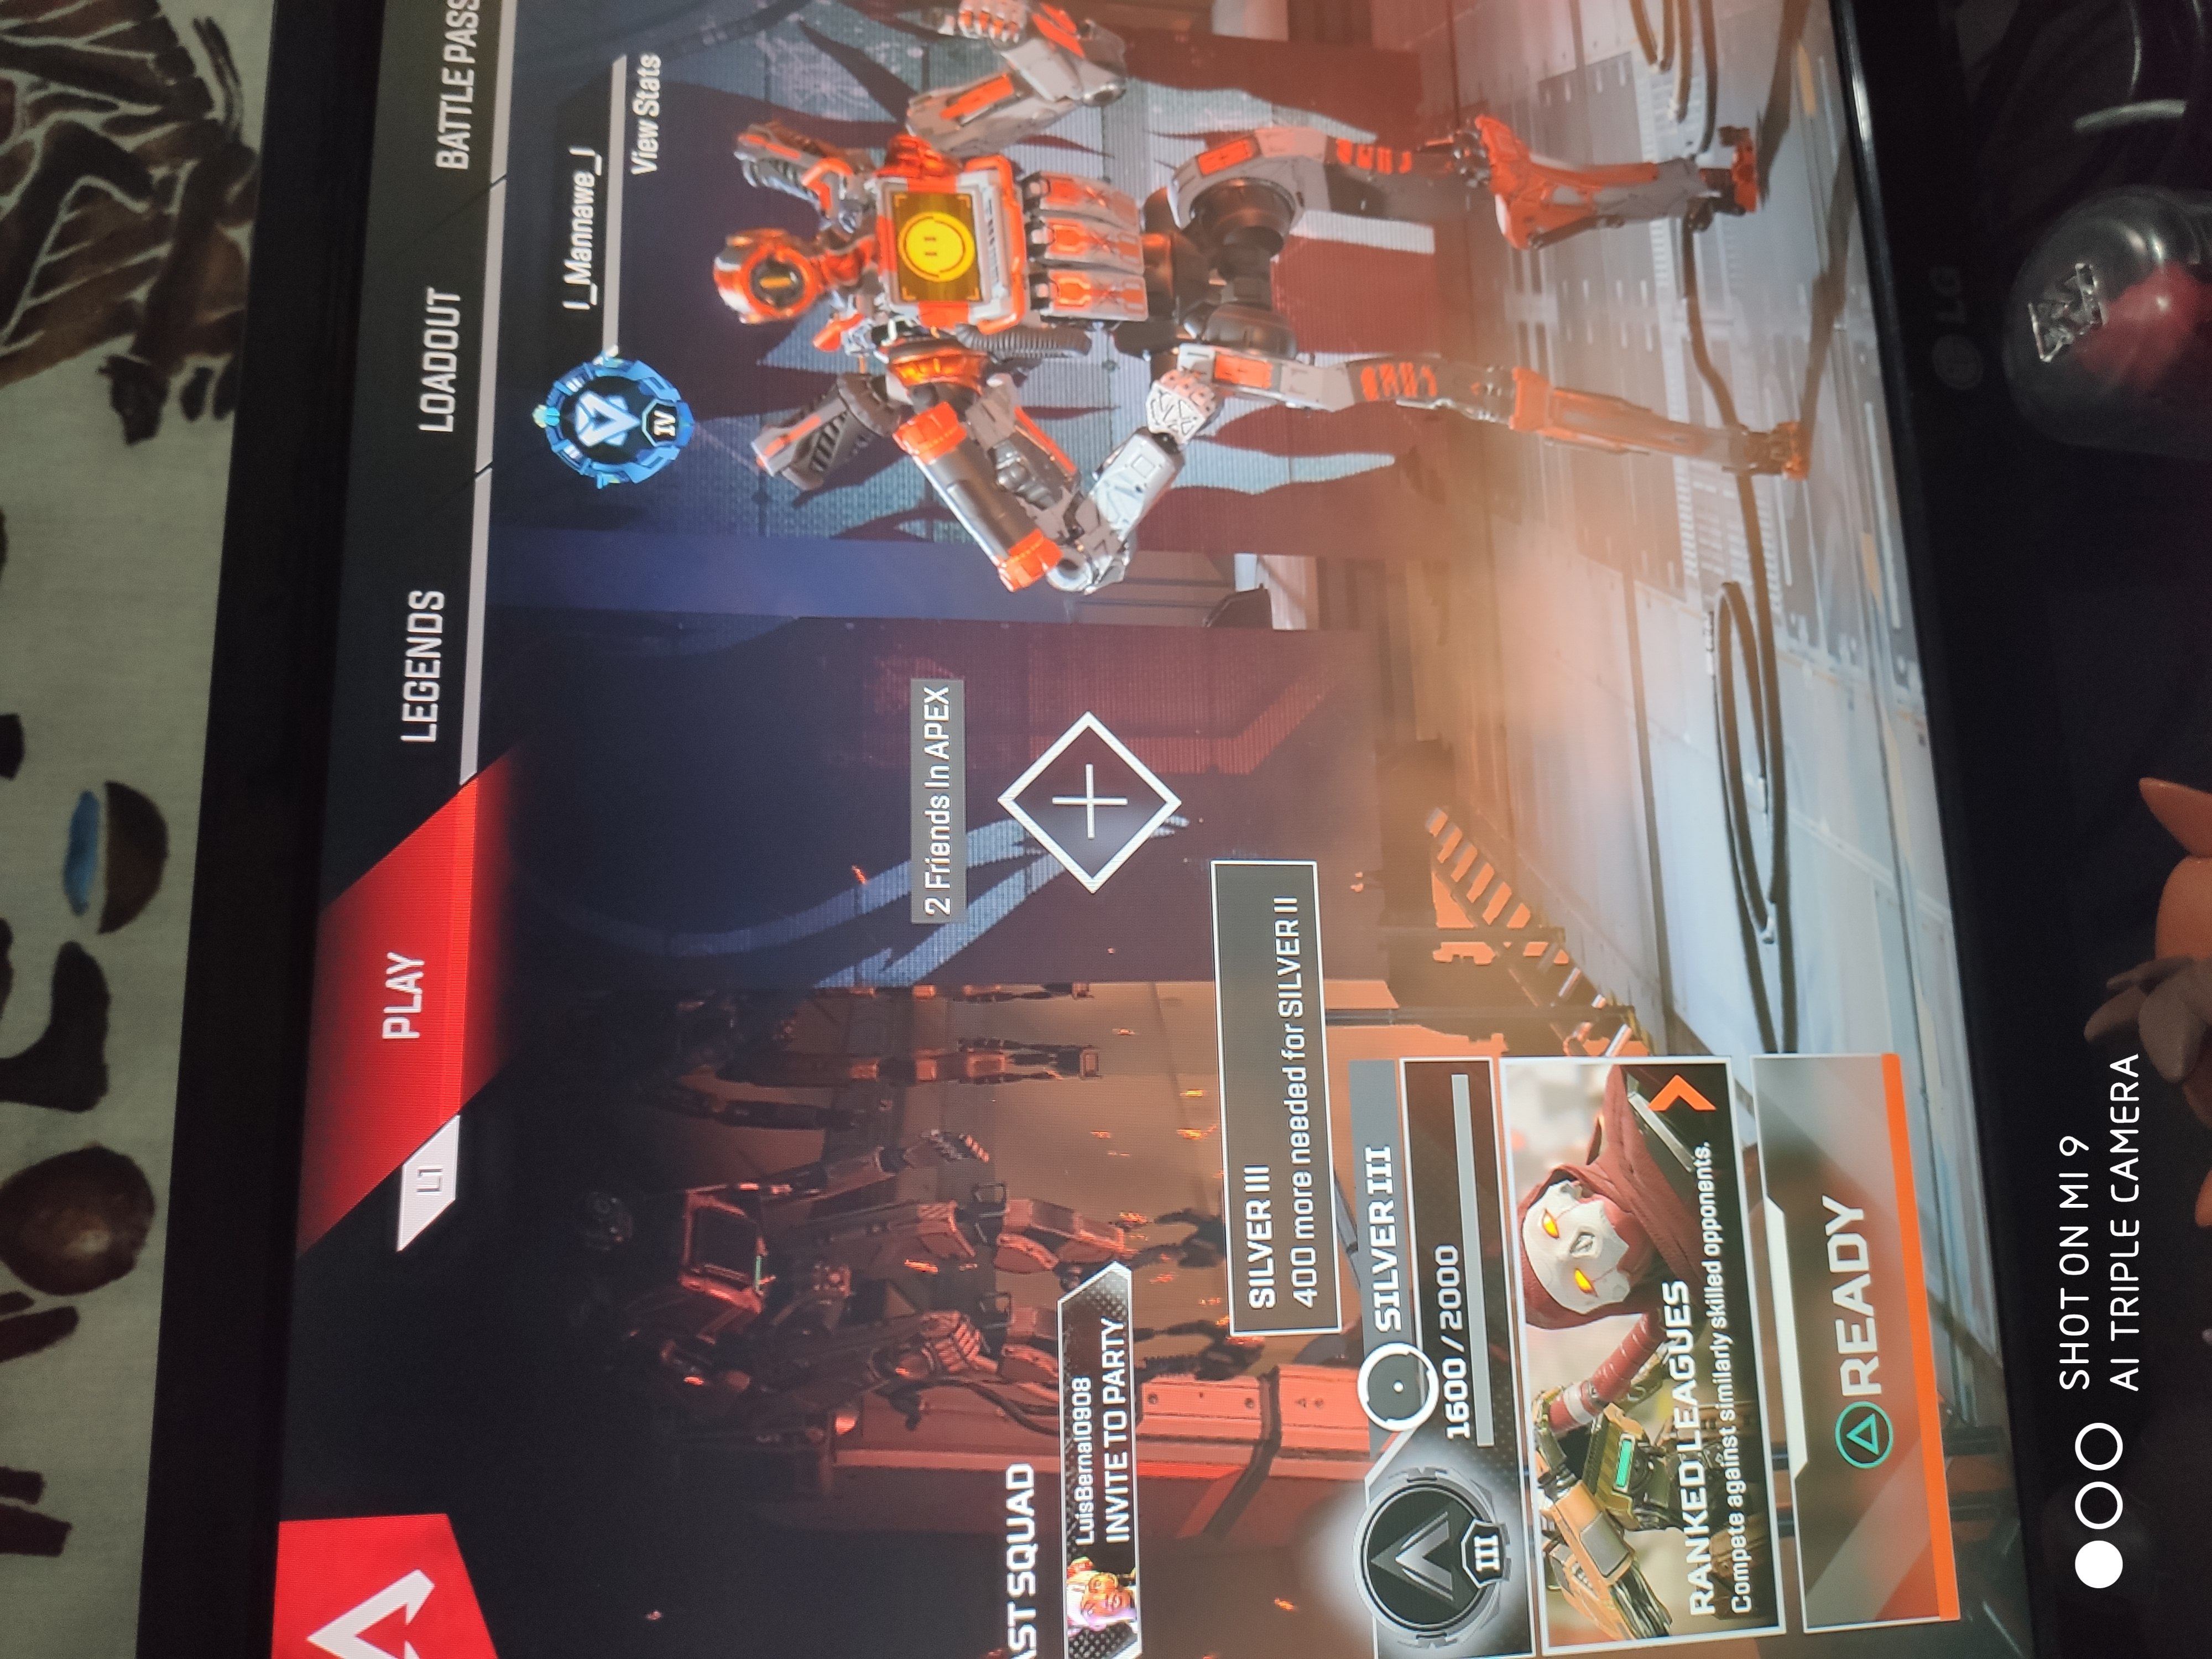 PLAY
LEGENDS
LOADOUT
BATTLE PASS
L1
I_Mannawe_I
View Stats
IV
2 Friends In APEX
AST SQUAD
LuisBernal0908
INVITE TO PARTY
SILVER III
400 more needed for SILVER II
SILVER III
1600 / 2000
III
RANKED LEAGUES
Compete against similarly skilled opponents.
READY
LG
SHOT ON MI 9
AI TRIPLE CAMERA